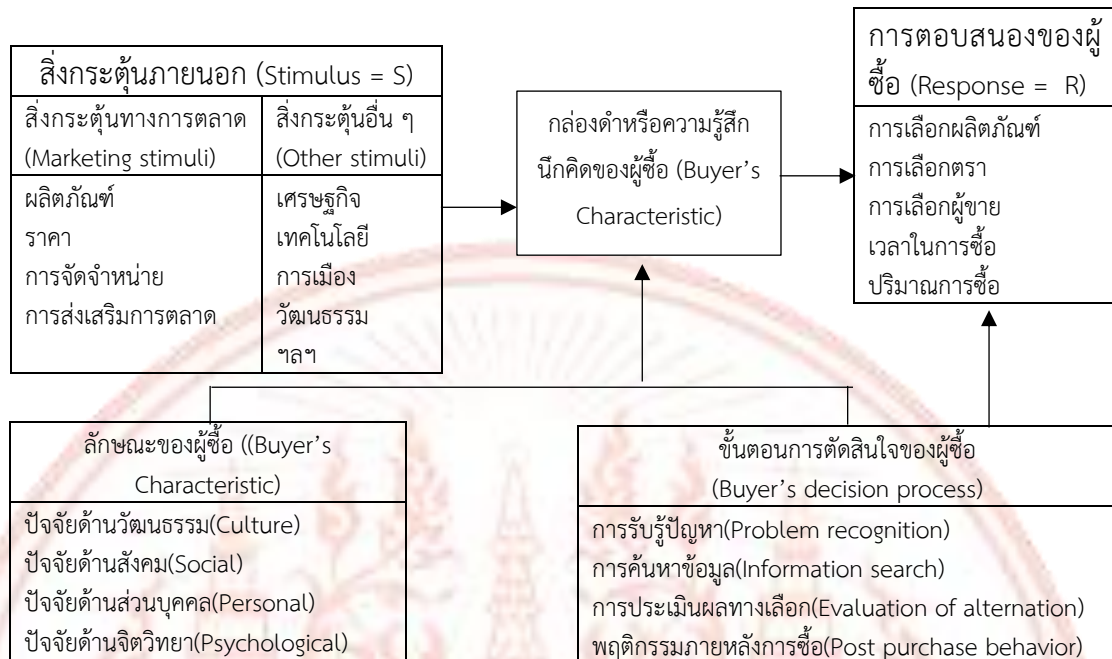 สิ่งกระตุ้นภายนอก (Stimulus = S)
สิ่งกระตุ้นทางการตลาด
(Marketing stimuli)
ผลิตภัณฑ์
ราคา
การจัดจำหน่าย
การส่งเสริมการตลาด
สิ่งกระตุ้นอื่น ๆ
(Other stimuli)
เศรษฐกิจ
เทคโนโลยี
การเมือง
วัฒนธรรม
ฯลฯ
กล่องดำหรือความรู้สึก
นึกคิดของผู้ซื้อ (Buyer's
Characteristic)
การตอบสนองของผู้
ซื้อ (Response = R)
การเลือกผลิตภัณฑ์
การเลือกตรา
การเลือกผู้ขาย
เวลาในการซื้อ
ปริมาณการซื้อ
ลักษณะของผู้ซื้อ ((Buyer's
Characteristic)
ปัจจัยด้านวัฒนธรรม(Culture)
ปัจจัยด้านสังคม(Social)
ปัจจัยด้านส่วนบุคคล(Personal)
ปัจจัยด้านจิตวิทยา(Psychological)
ขั้นตอนการตัดสินใจของผู้ซื้อ
(Buyer's decision process)
การรับรู้ปัญหา(Problem recognition)
การค้นหาข้อมูล(Information search)
การประเมินผลทางเลือก(Evaluation of alternation)
พฤติกรรมภายหลังการซื้อ(Post purchase behavior)